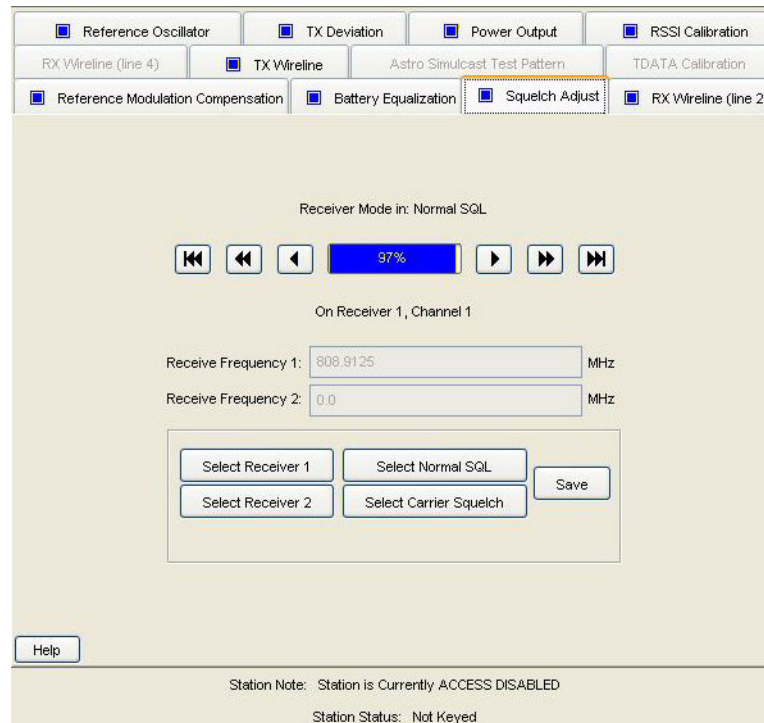 Reference Oscillator TX Deviation Power Output RSSI Calibration
RX Wireline (line 4) TX Wireline Astro Simulcast Test Pattern TDATA Calibration
Reference Modulation Compensation Battery Equalization Squelch Adjust RX Wireline (line 2
Receiver Mode in: Normal SQL
97%
On Receiver 1, Channel 1
Receive Frequency 1: 808.9125 MHz
Receive Frequency 2: 0.0 MHz
Select Receiver 1 Select Normal SQL
Save
Select Receiver 2 Select Carrier Squelch
Help
Station Note: Station is Currently ACCESS DISABLED
Station Status: Not Keyed